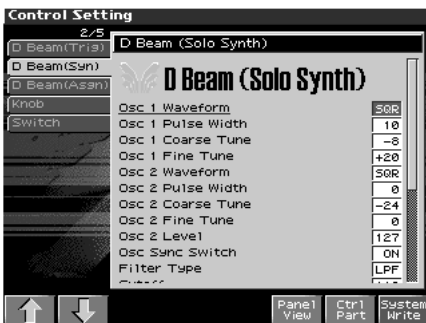 Control Setting
2/5
D Beam(Trig)
D Beam(Syn)
D Beam(Asgn)
Knob
Switch
D Beam (Solo Synth)
D Beam (Solo Synth)
Osc 1 Waveform SQR
Osc 1 Pulse Width 10
Osc 1 Coarse Tune -8
Osc 1 Fine Tune +20
Osc 2 Waveform SQR
Osc 2 Pulse Width 0
Osc 2 Coarse Tune -24
Osc 2 Fine Tune 0
Osc 2 Level 127
Osc Sync Switch ON
Filter Type LPF
Panel View
Ctrl Part
System Write